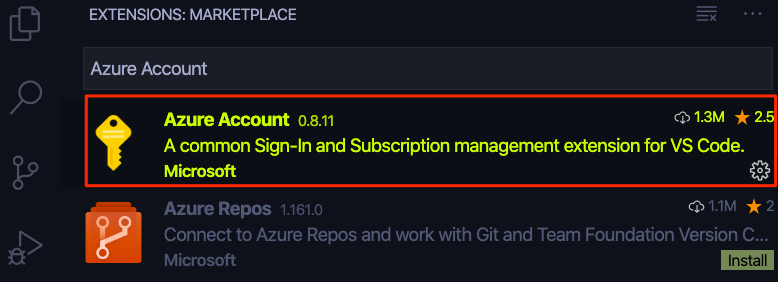 EXTENSIONS: MARKETPLACE
Azure Account
Azure Account 0.8.11 1.3M 2.5
A common Sign-In and Subscription management extension for VS Code.
Microsoft
Azure Repos 1.161.0 1.1M 2
Connect to Azure Repos and work with Git and Team Foundation Version C...
Microsoft Install